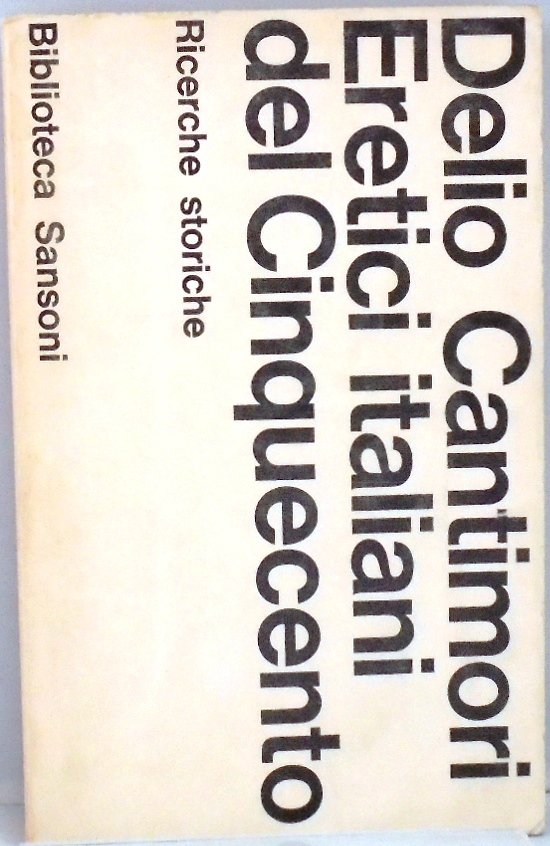 Delio Cantimori
Eretici italiani
del Cinquecento
Ricerche storiche
Biblioteca Sansoni